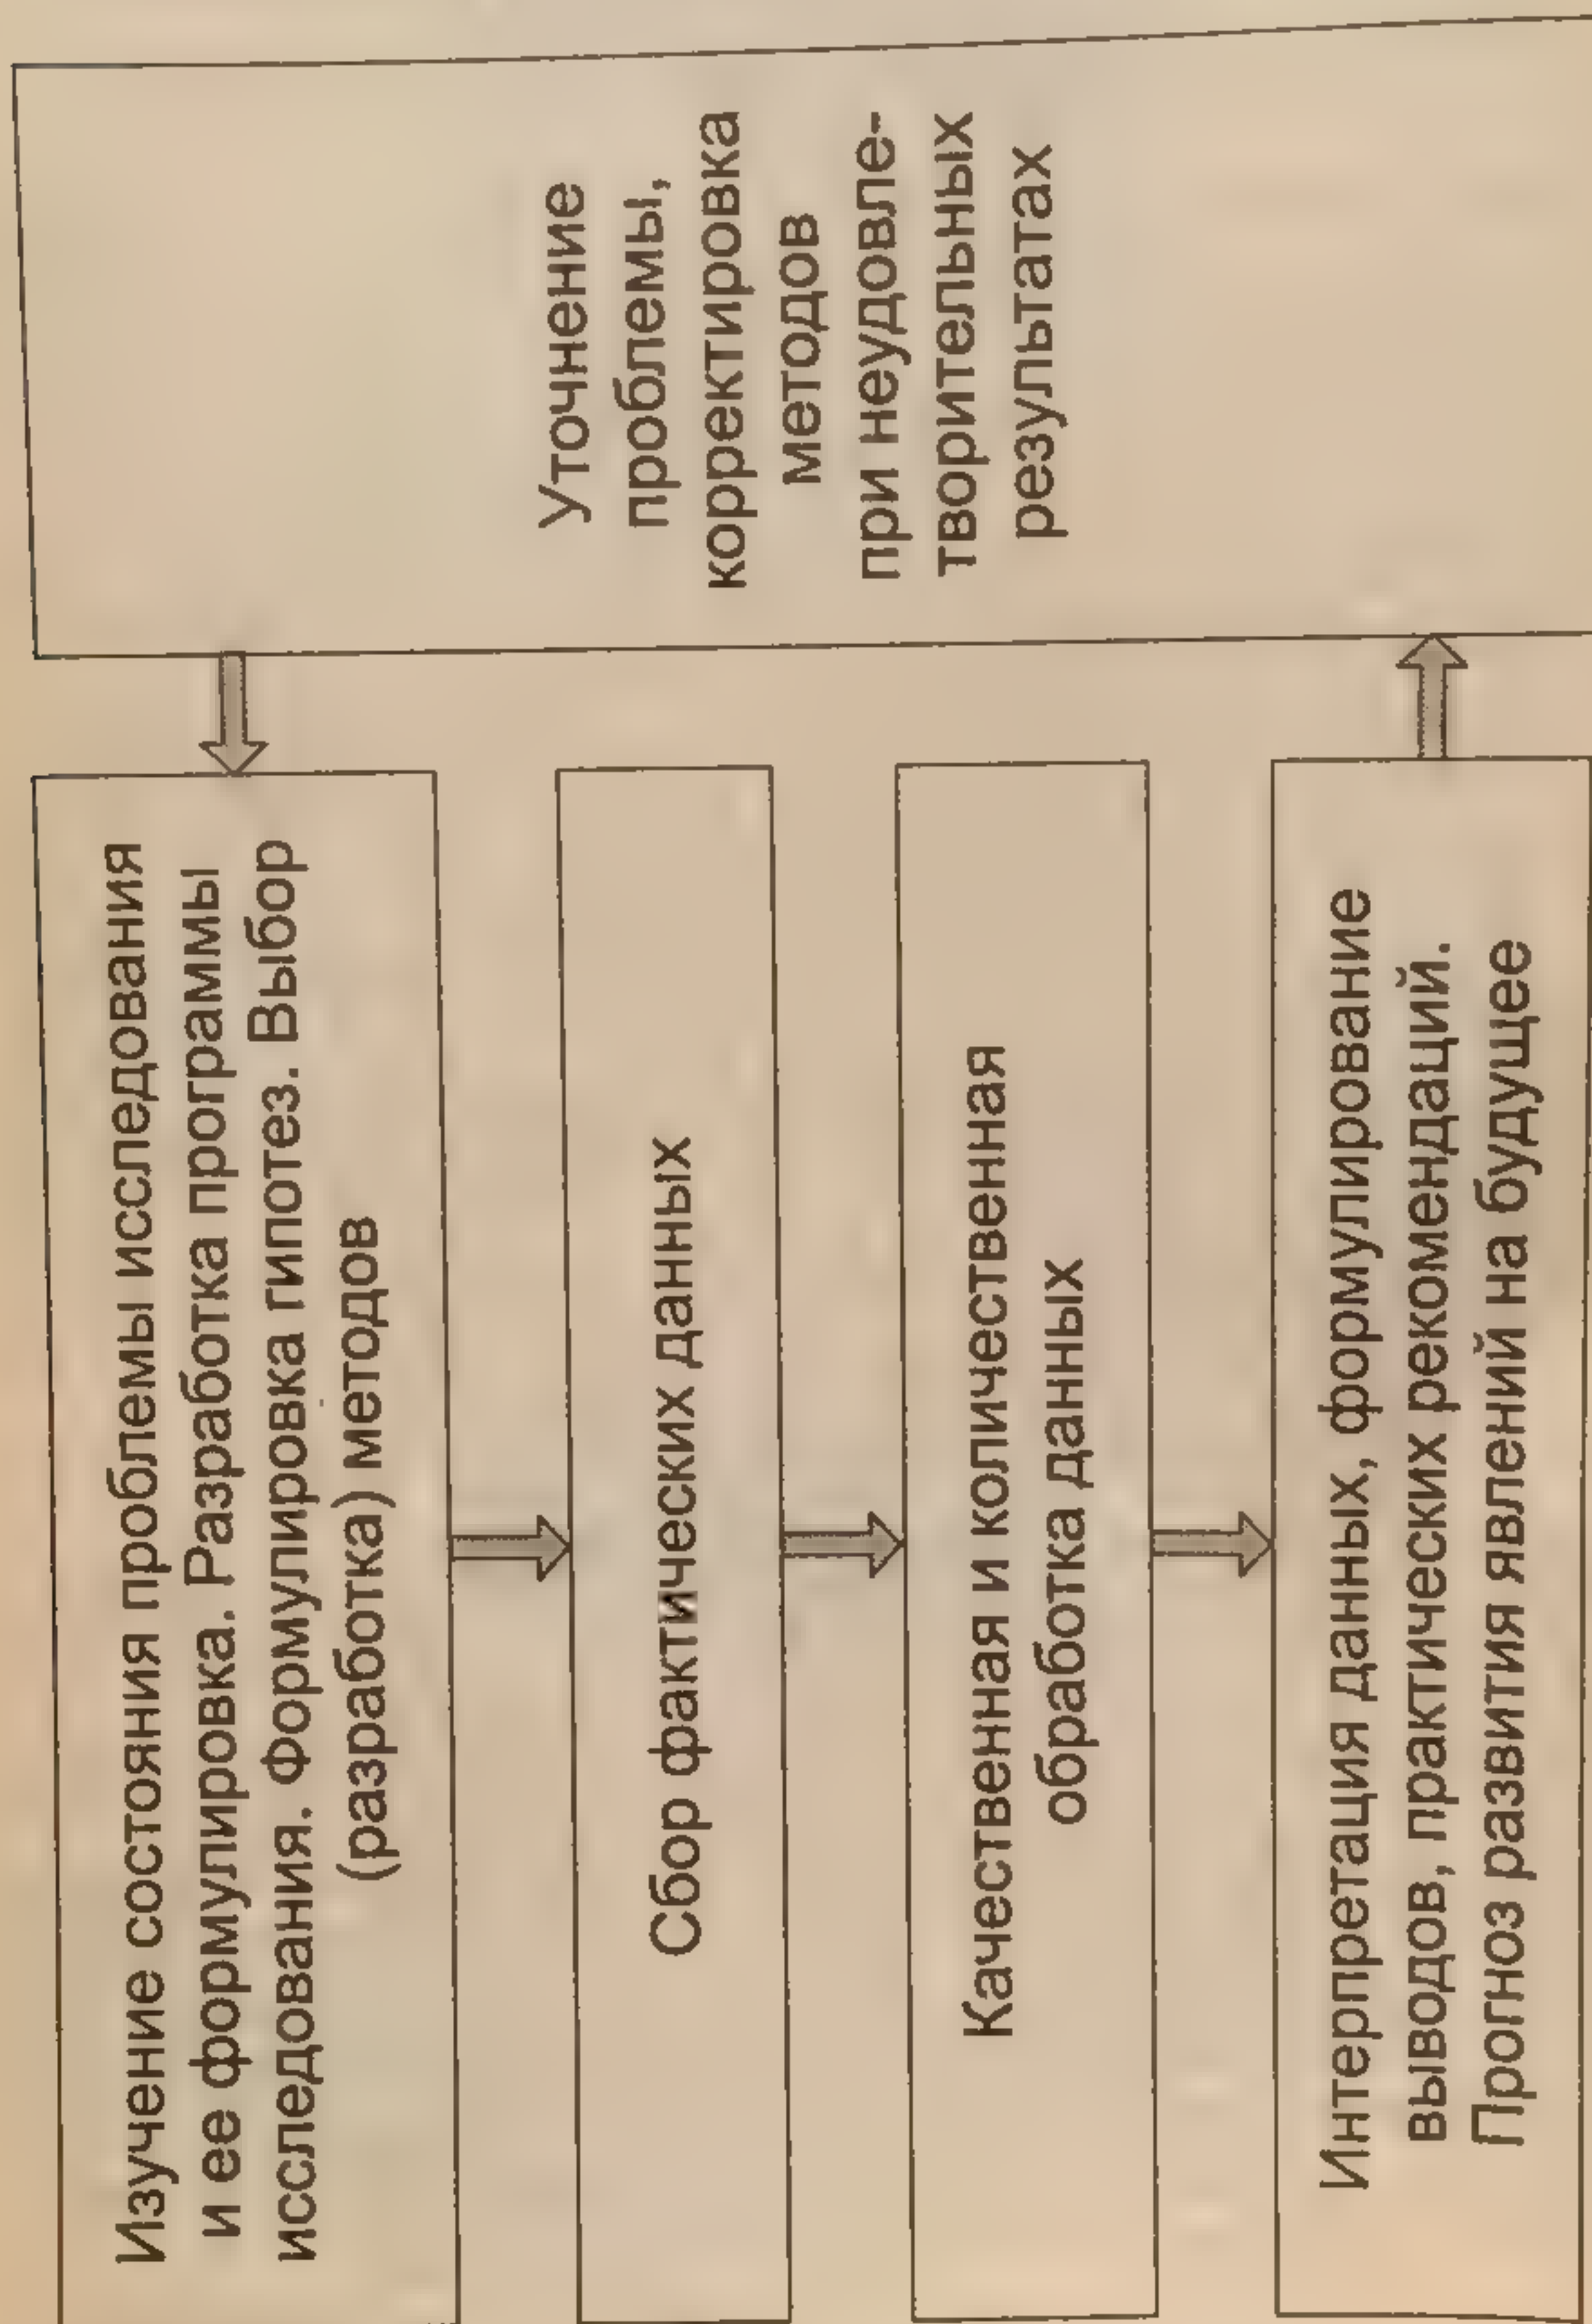 Изучение состояния проблемы исследования
и ее формулировка. Разработка программы
исследования. Формулировка гипотез. Выбор
(разработка) методов
Сбор фактических данных
Качественная и количественная
обработка данных
Интерпретация данных, формулирование
выводов, практических рекомендаций.
Прогноз развития явлений на будущее
Уточнение
проблемы,
корректировка
методов
при неудовле-
творительных
результатах